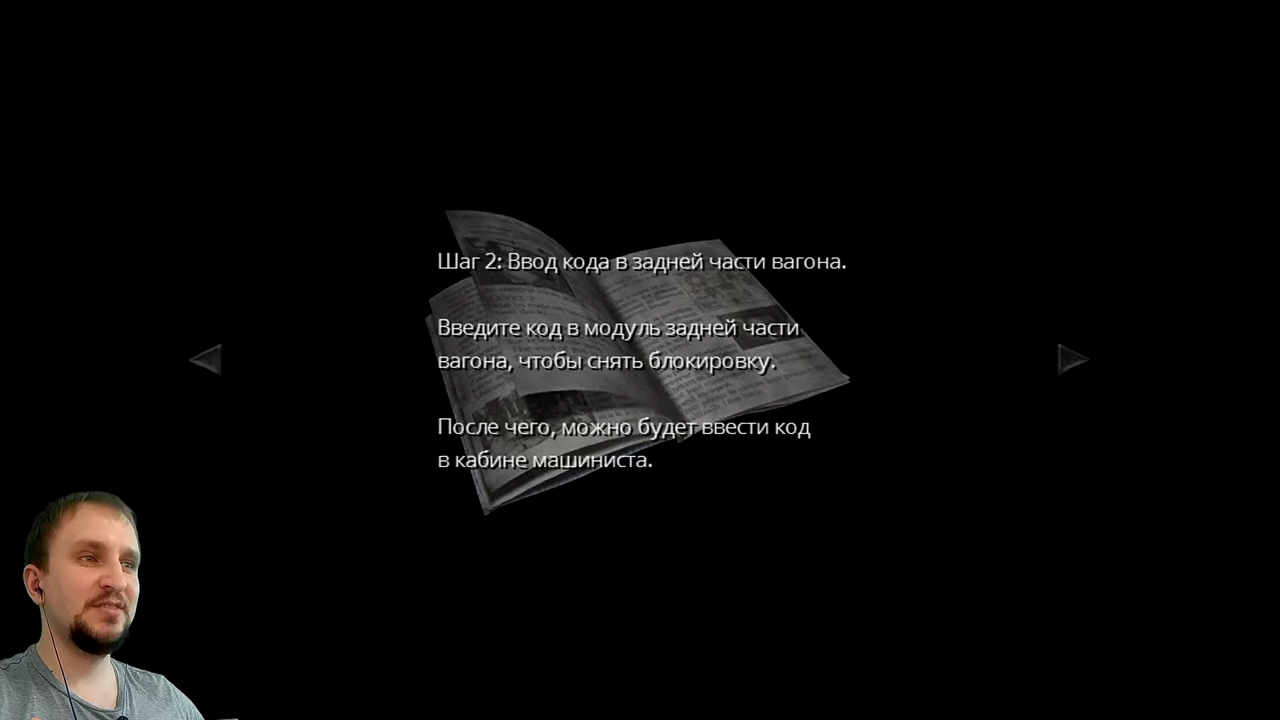 Шаг 2: Ввод кода в задней части вагона.
Введите код в модуль задней части
вагона, чтобы снять блокировку.
После чего, можно будет ввести код
в кабине машиниста.